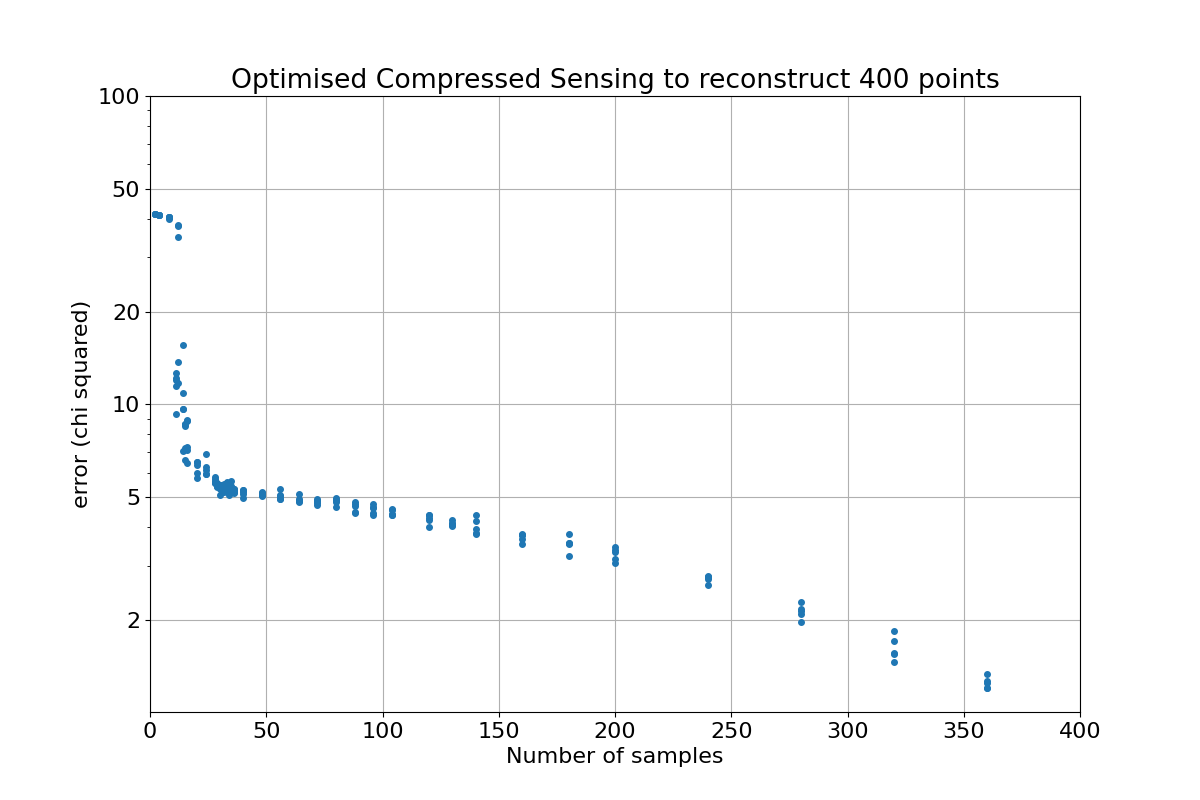 Optimised Compressed Sensing to reconstruct 400 points
100
50
20
10
5
2
error (chi squared)
0 50 100 150 200 250 300 350 400
Number of samples